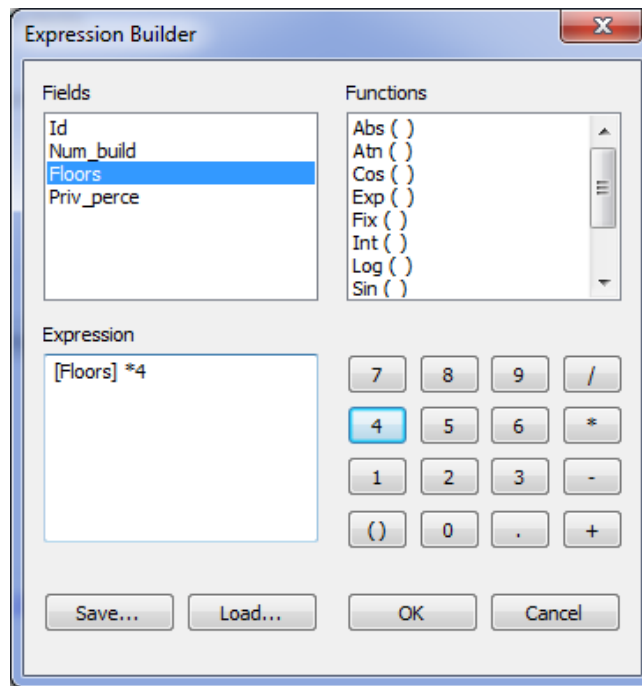 Expression Builder
Fields
Id
Num_build
Floors
Priv_perce
Functions
Abs ( )
Atn ( )
Cos ( )
Exp ( )
Fix ( )
Int ( )
Log ( )
Sin ( )
Expression
[Floors] *4
7 8 9 /
4 5 6 *
1 2 3 -
() 0 . +
Save... Load... OK Cancel